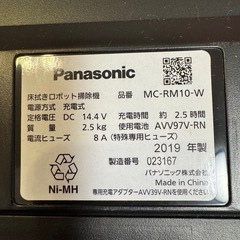 Panasonic
床拭きロボット掃除機 品番 MC-RM10-W
電源方式 充電式 充電時間 約 2.5 時間
定格電圧 DC 14.4 V 使用電池 AVV97V-RN
質量 2.5 kg
電流ヒューズ 8 A (特殊専用ヒューズ)
2019 年製
製造番号 023167
パナソニック株式会社
Made in China
Ni-MH
専用充電アダプターAVV39V-RNを使用ください。